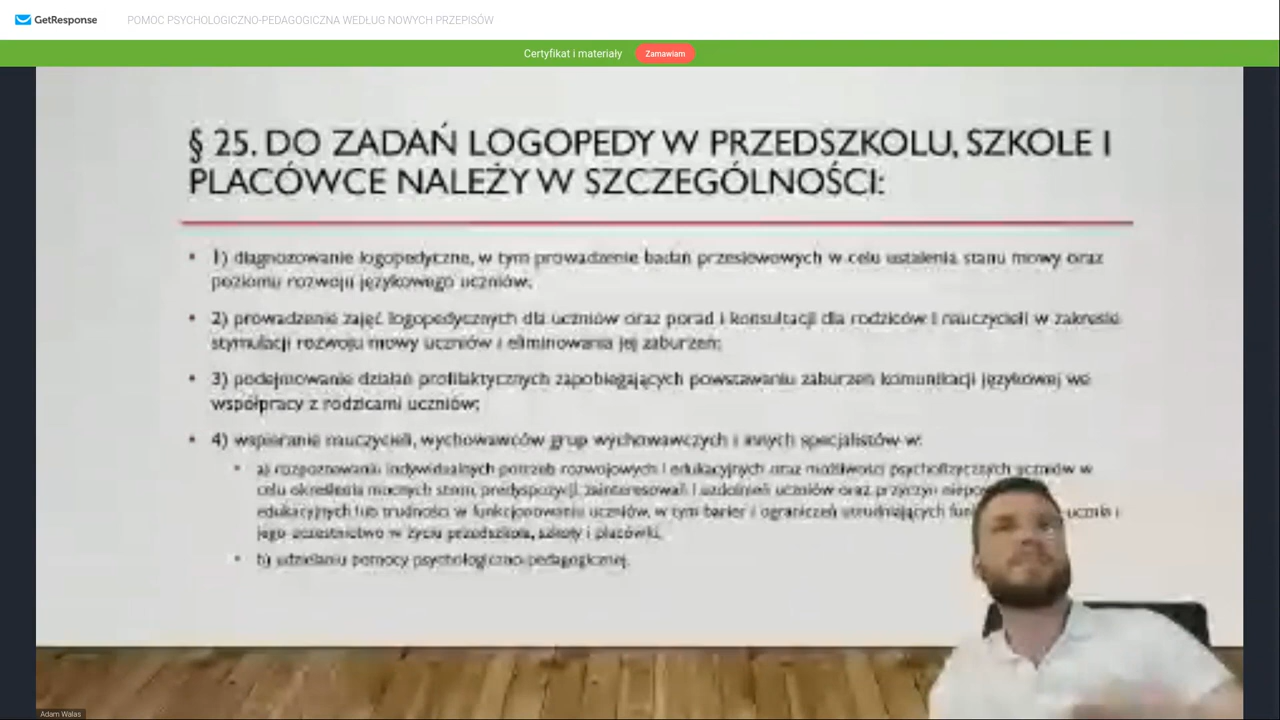 GetResponse
POMOC PSYCHOLOGICZNO-PEDAGOGICZNA WEDŁUG NOWYCH PRZEPISÓW
Certyfikat i materiały
Zamawiam
§ 25. DO ZADAŃ LOGOPEDY W PRZEDSZKOLU, SZKOLE I
PLACÓWCE NALEŻY W SZCZEGÓLNOŚCI:
• 1) diagnozowanie logopedyczne, w tym prowadzenie badań przesiewowych w celu ustalenia stanu mowy oraz
poziomu rozwoju językowego uczniów;
• 2) prowadzenie zajęć logopedycznych dla uczniów oraz porad i konsultacji dla rodziców i nauczycieli w zakresie
stymulacji rozwoju mowy uczniów i eliminowania jej zaburzeń;
• 3) podejmowanie działań profilaktycznych zapobiegających powstawaniu zaburzeń komunikacji językowej we
współpracy z rodzicami uczniów;
• 4) wspieranie nauczycieli, wychowawców grup wychowawczych i innych specjalistów w:
• a) rozpoznawaniu indywidualnych potrzeb rozwojowych i edukacyjnych oraz możliwości psychofizycznych uczniów w
celu określenia mocnych stron, predyspozycji, zainteresowań i uzdolnień uczniów oraz przyczyn
edukacyjnych lub trudności w funkcjonowaniu uczniów, w tym barier i ograniczeń utrudniających ucznia i
jego uczestnictwo w życiu przedszkola, szkoły i placówki,
• b) udzielaniu pomocy psychologiczno-pedagogicznej.
Adam Walas